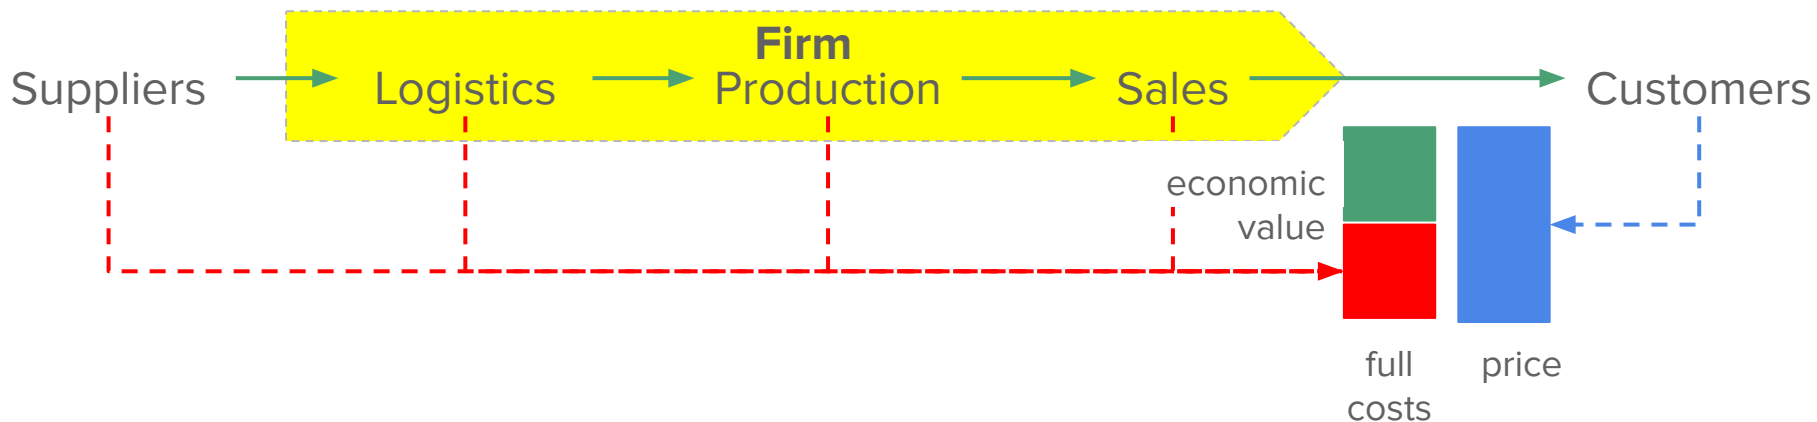 Firm
Suppliers Logistics Production Sales Customers
economic
value
full
costs
price